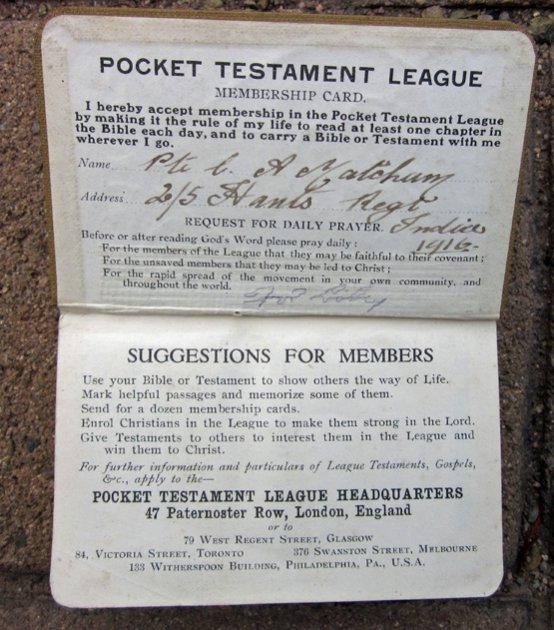 POCKET TESTAMENT LEAGUE
MEMBERSHIP CARD.
I hereby accept membership in the Pocket Testament League
by making it the rule of my life to read at least one chapter in
the Bible each day, and to carry a Bible or Testament with me
wherever I go.
Name Pte C. A
Address 2/5 Hants Regt
REQUEST FOR DAILY PRAYER. India
Before or after reading God's Word please pray daily : 1916
For the members of the League that they may be faithful to their covenant ;
For the unsaved members that they may be led to Christ ;
For the rapid spread of the movement in your own community, and
throughout the world.
SUGGESTIONS FOR MEMBERS
Use your Bible or Testament to show others the way of Life.
Mark helpful passages and memorize some of them.
Send for a dozen membership cards.
Enrol Christians in the League to make them strong in the Lord.
Give Testaments to others to interest them in the League and
win them to Christ.
For further information and particulars of League Testaments, Gospels,
&c., apply to the—
POCKET TESTAMENT LEAGUE HEADQUARTERS
47 Paternoster Row, London, England
or to
79 West Regent Street, Glasgow
84, Victoria Street, Toronto 376 Swanston Street, Melbourne
133 Witherspoon Building, Philadelphia, Pa., U.S.A.